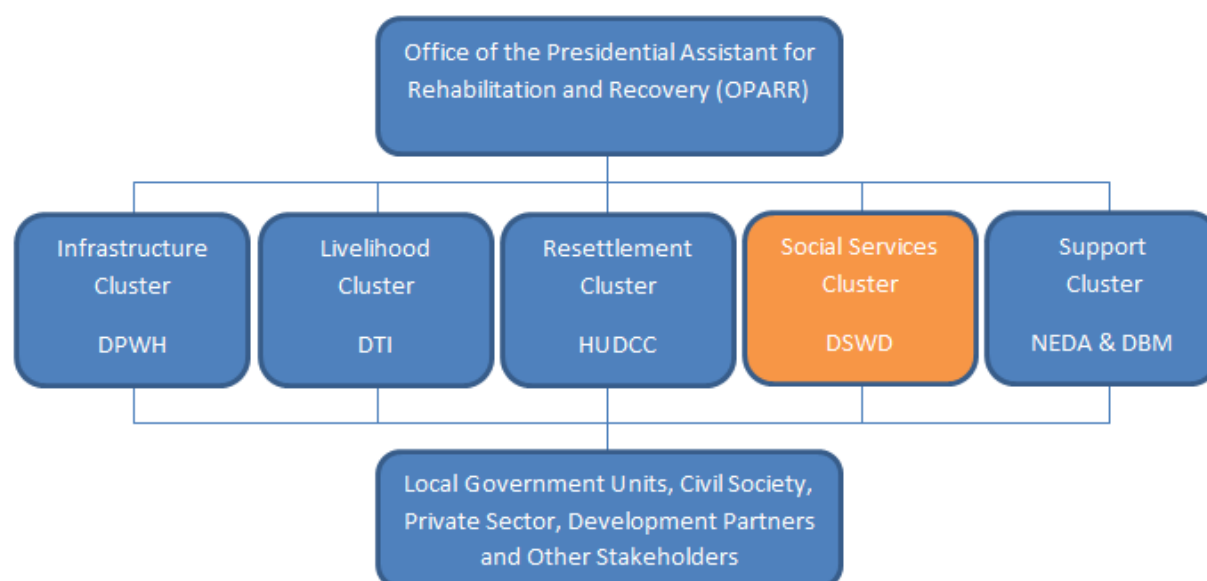 Office of the Presidential Assistant for
Rehabilitation and Recovery (OPARR)
Infrastructure
Cluster
DPWH
Livelihood
Cluster
DTI
Resettlement
Cluster
HUDCC
Social Services
Cluster
DSWD
Support
Cluster
NEDA & DBM
Local Government Units, Civil Society,
Private Sector, Development Partners
and Other Stakeholders